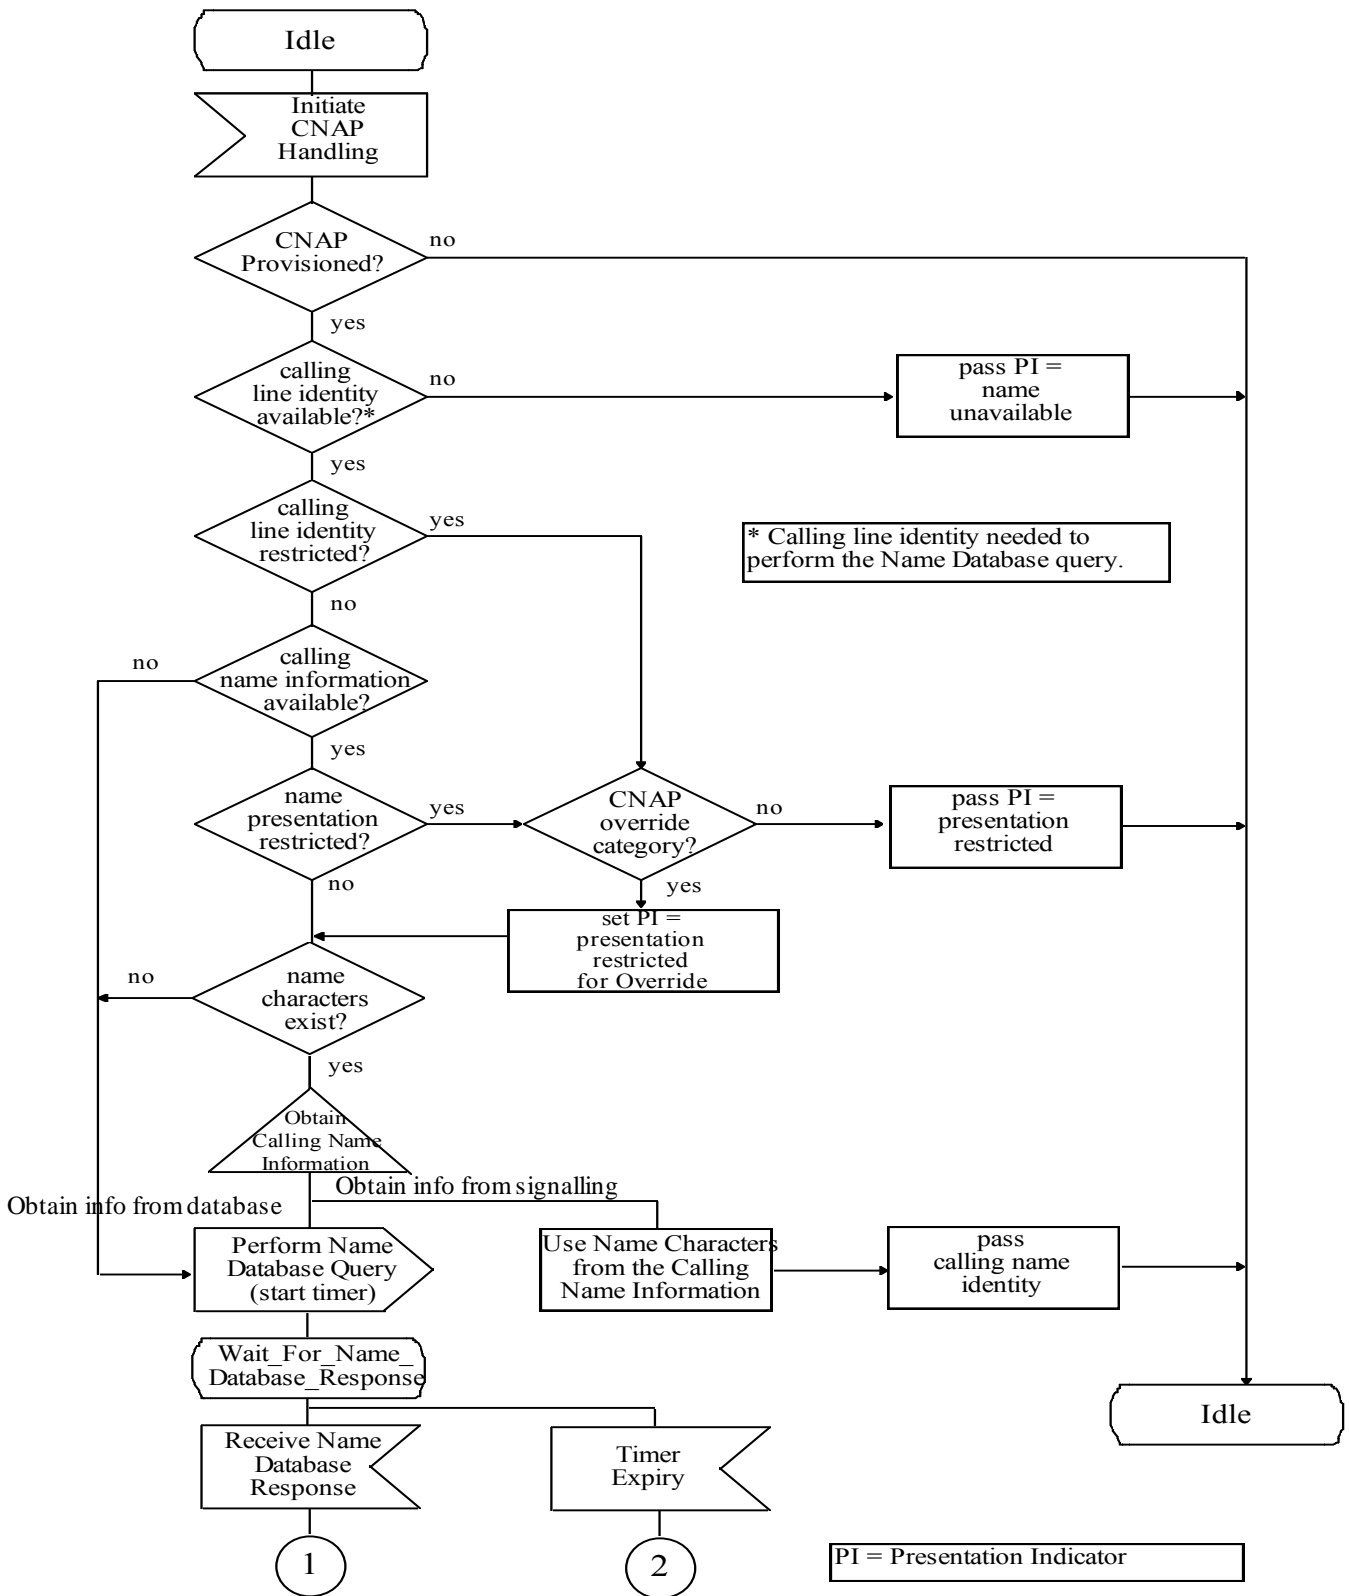 Idle
Initiate
CNAP
Handling
CNAP
Provisioned?
no
yes
calling
line identity
available?*
no
pass PI =
name
unavailable
yes
calling
line identity
restricted?
yes
* Calling line identity needed to
perform the Name Database query.
no
calling
name information
available?
no
yes
name
presentation
restricted?
yes
CNAP
override
category?
no
pass PI =
presentation
restricted
no
yes
set PI =
presentation
restricted
for Override
name
characters
exist?
no
yes
Obtain
Calling Name
Information
Obtain info from database
Obtain info from signalling
Perform Name
Database Query
(start timer)
Use Name Characters
from the Calling
Name Information
pass
calling name
identity
Wait_For_Name_
Database_Response
Idle
Receive Name
Database
Response
Timer
Expiry
1
2
PI = Presentation Indicator